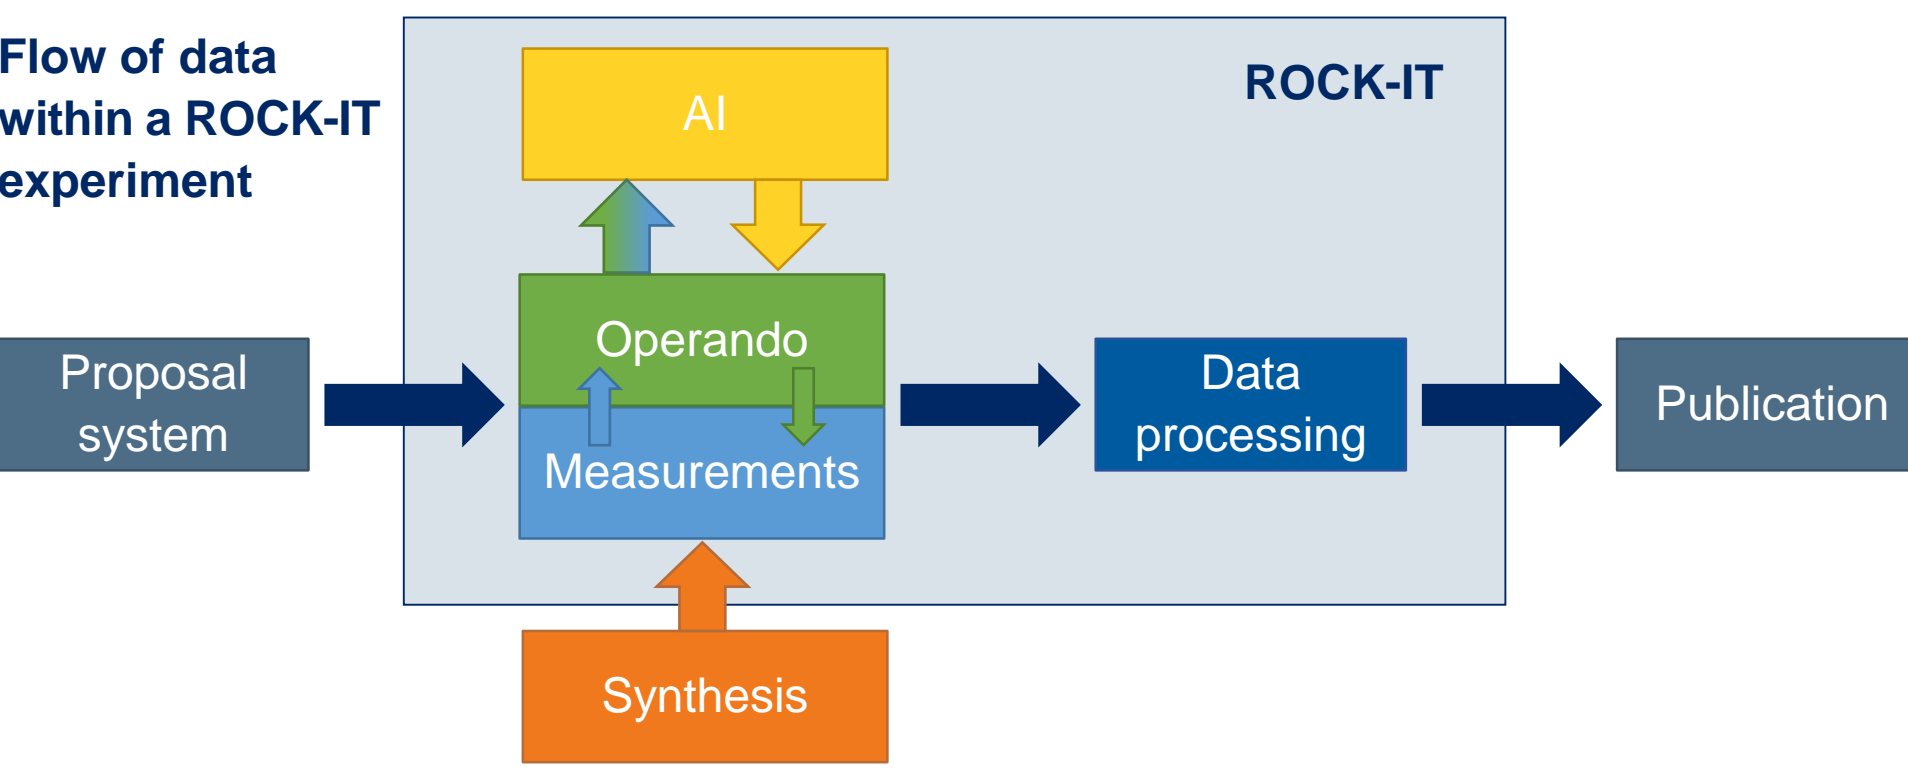 Flow of data
within a ROCK-IT
experiment
ROCK-IT
AI
Operando
Measurements
Proposal
system
Data
processing
Publication
Synthesis